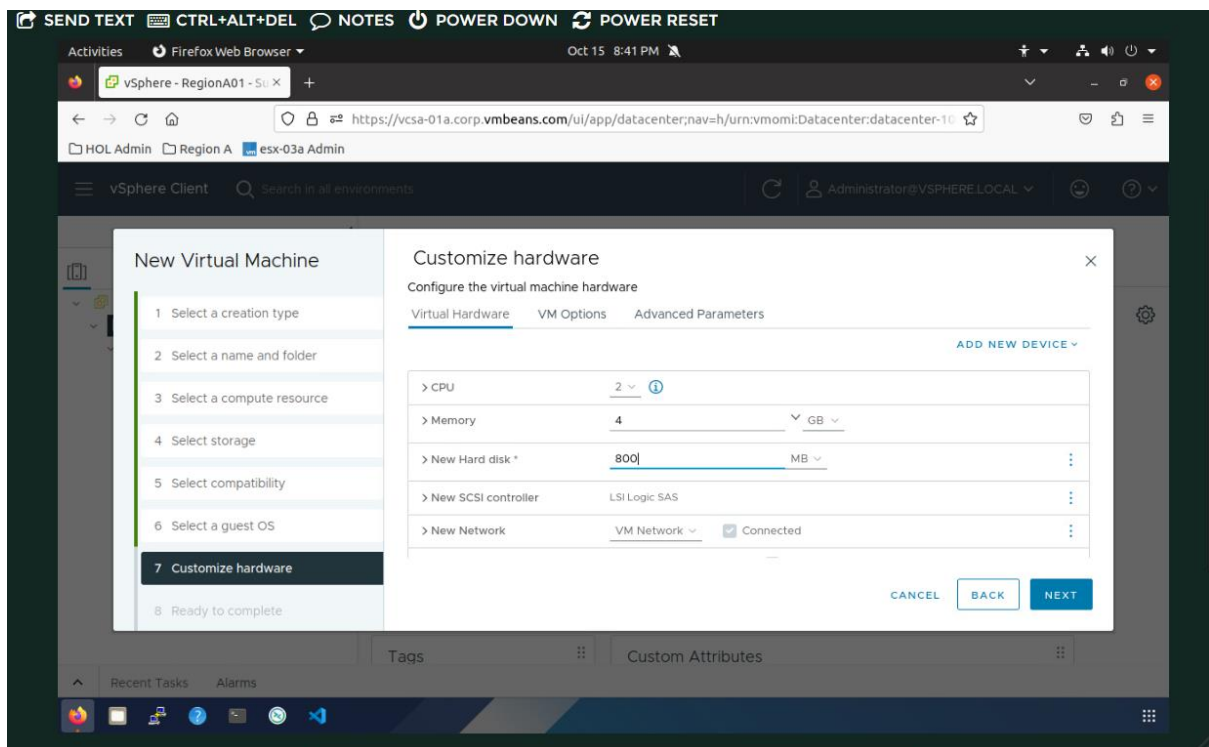 SEND TEXT CTRL+ALT+DEL NOTES POWER DOWN POWER RESET
Activities Firefox Web Browser Oct 15 8:41 PM
vSphere - RegionA01 - Su
https://vcsa-01a.corp.vmbeans.com/ui/app/datacenter;nav=h/urn:vmomi:Datacenter:datacenter-10
HOL Admin Region A esx-03a Admin
vSphere Client Search in all environments Administrator@VSPHERE.LOCAL
New Virtual Machine
1 Select a creation type
2 Select a name and folder
3 Select a compute resource
4 Select storage
5 Select compatibility
6 Select a guest OS
7 Customize hardware
8 Ready to complete
Customize hardware
Configure the virtual machine hardware
Virtual Hardware VM Options Advanced Parameters
ADD NEW DEVICE
CPU 2
Memory 4 GB
New Hard disk * 800 MB
New SCSI controller LSI Logic SAS
New Network VM Network Connected
CANCEL BACK NEXT
Tags Custom Attributes
Recent Tasks Alarms